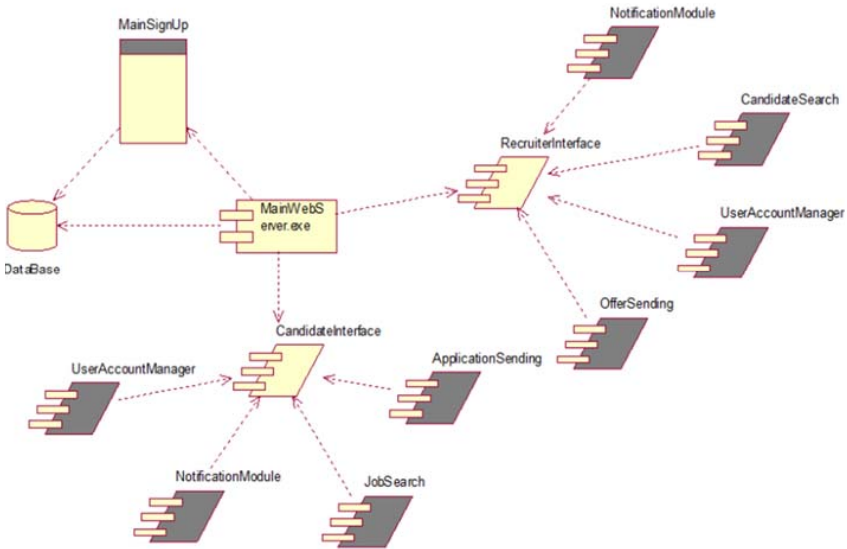 NotificationModule
MainSignUp
CandidateSearch
RecruiterInterface
MainWebS
erver.exe
UserAccountManager
DataBase
OfferSending
CandidateInterface
ApplicationSending
UserAccountManager
NotificationModule
JobSearch